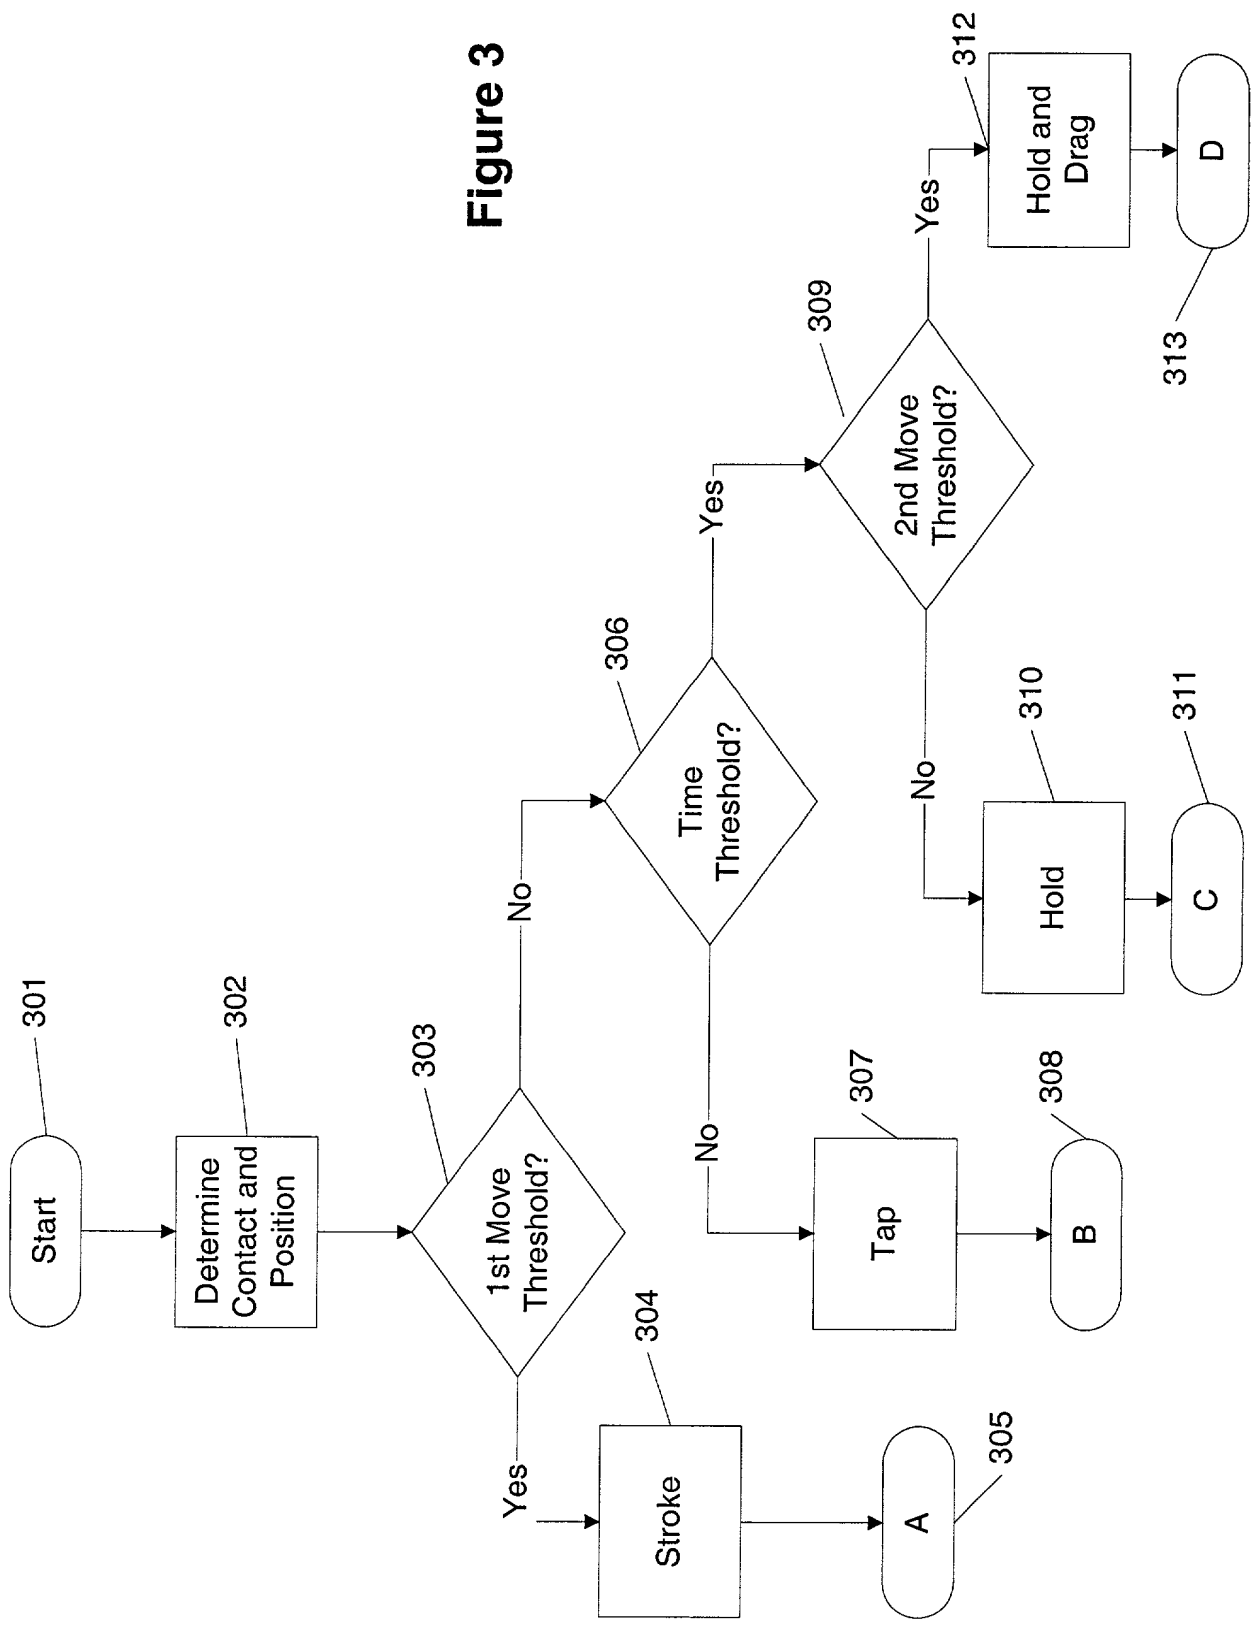 Figure 3
301
Start
302
Determine
Contact and
Position
303
1st Move
Threshold?
Yes
No
304
Stroke
A
305
306
Time
Threshold?
No
Yes
307
Tap
308
B
309
2nd Move
Threshold?
No
Yes
310
Hold
311
C
312
Hold and
Drag
D
313